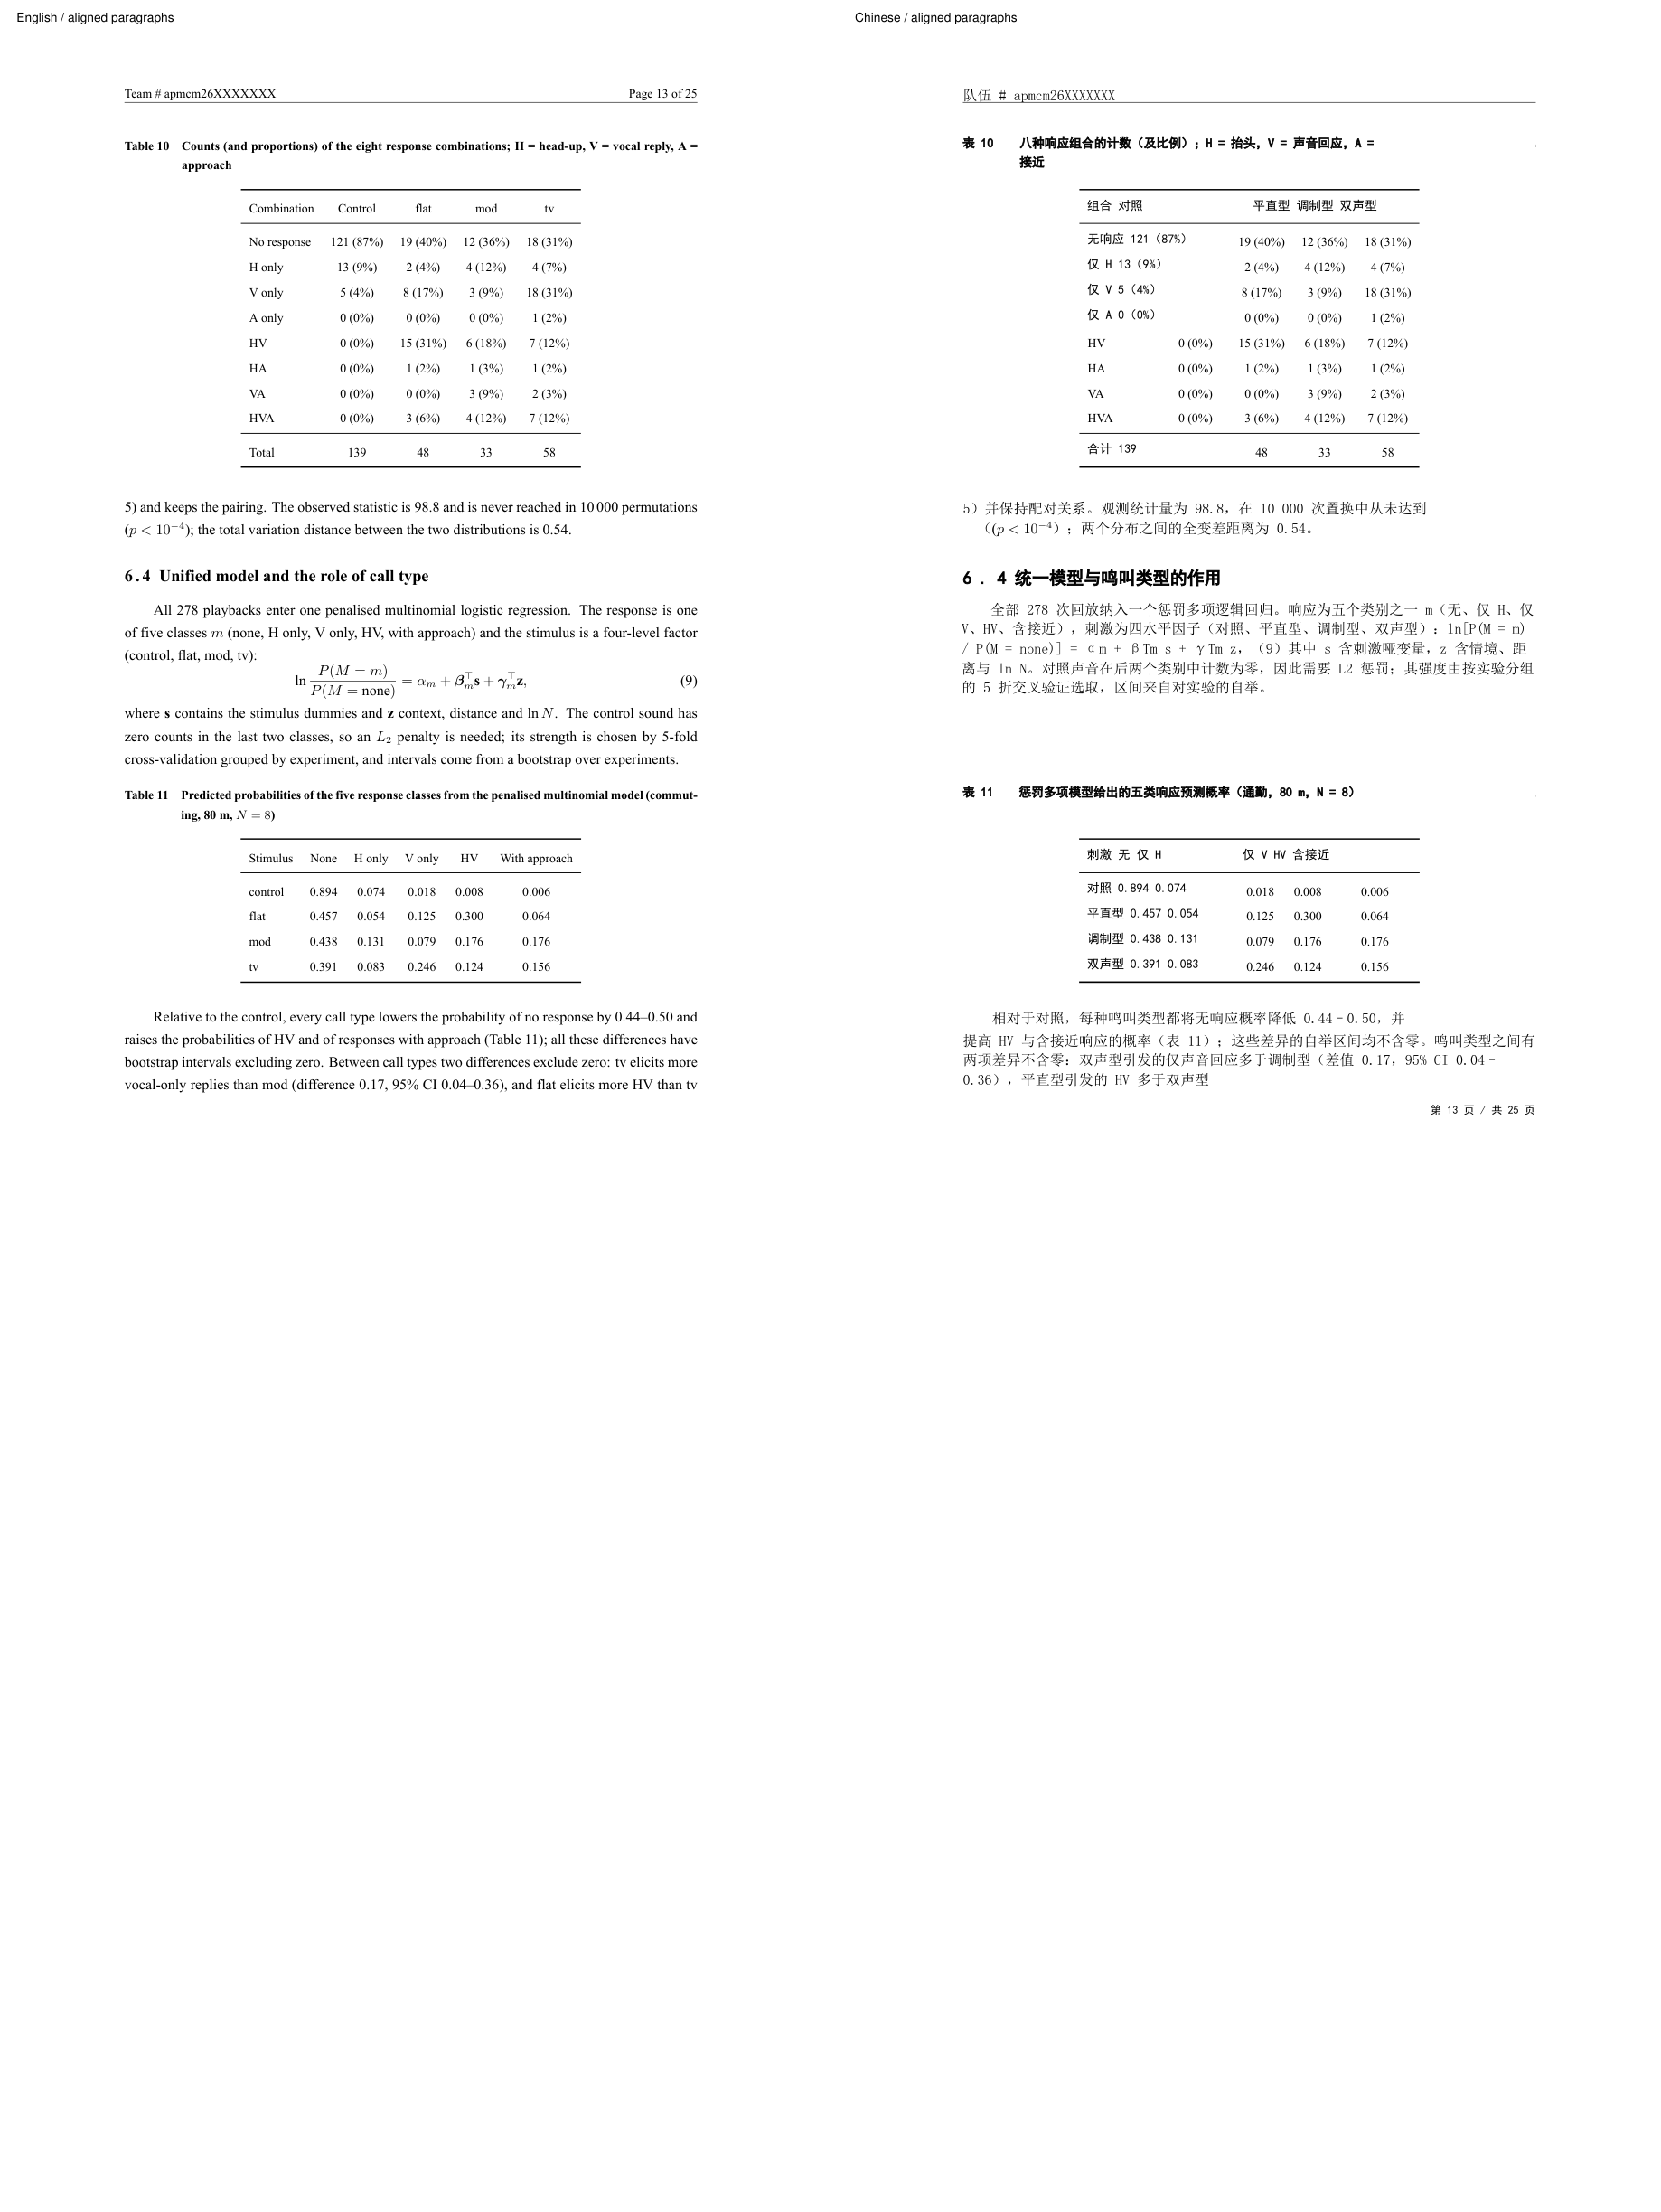 English / aligned paragraphs
Team # apmcm26XXXXXXX Page 13 of 25
Table 10 Counts (and proportions) of the eight response combinations; H = head-up, V = vocal reply, A =
approach
Combination Control flat mod tv
No response 121 (87%) 19 (40%) 12 (36%) 18 (31%)
H only 13 (9%) 2 (4%) 4 (12%) 4 (7%)
V only 5 (4%) 8 (17%) 3 (9%) 18 (31%)
A only 0 (0%) 0 (0%) 0 (0%) 1 (2%)
HV 0 (0%) 15 (31%) 6 (18%) 7 (12%)
HA 0 (0%) 1 (2%) 1 (3%) 1 (2%)
VA 0 (0%) 0 (0%) 3 (9%) 2 (3%)
HVA 0 (0%) 3 (6%) 4 (12%) 7 (12%)
Total 139 48 33 58
5) and keeps the pairing. The observed statistic is 98.8 and is never reached in 10 000 permutations
(p < 10⁻⁴); the total variation distance between the two distributions is 0.54.
6.4 Unified model and the role of call type
All 278 playbacks enter one penalised multinomial logistic regression. The response is one
of five classes m (none, H only, V only, HV, with approach) and the stimulus is a four-level factor
(control, flat, mod, tv):
ln P(M = m) / P(M = none) = αₘ + βₘ⊤s + γₘ⊤z, (9)
where s contains the stimulus dummies and z context, distance and ln N. The control sound has
zero counts in the last two classes, so an L₂ penalty is needed; its strength is chosen by 5-fold
cross-validation grouped by experiment, and intervals come from a bootstrap over experiments.
Table 11 Predicted probabilities of the five response classes from the penalised multinomial model (commut-
ing, 80 m, N = 8)
Stimulus None H only V only HV With approach
control 0.894 0.074 0.018 0.008 0.006
flat 0.457 0.054 0.125 0.300 0.064
mod 0.438 0.131 0.079 0.176 0.176
tv 0.391 0.083 0.246 0.124 0.156
Relative to the control, every call type lowers the probability of no response by 0.44–0.50 and
raises the probabilities of HV and of responses with approach (Table 11); all these differences have
bootstrap intervals excluding zero. Between call types two differences exclude zero: tv elicits more
vocal-only replies than mod (difference 0.17, 95% CI 0.04–0.36), and flat elicits more HV than tv
Chinese / aligned paragraphs
队伍 # apmcm26XXXXXXX
表 10 八种响应组合的计数（及比例）；H = 抬头，V = 声音回应，A =
接近
组合 对照 平直型 调制型 双声型
无响应 121（87%） 19 (40%) 12 (36%) 18 (31%)
仅 H 13（9%） 2 (4%) 4 (12%) 4 (7%)
仅 V 5（4%） 8 (17%) 3 (9%) 18 (31%)
仅 A 0（0%） 0 (0%) 0 (0%) 1 (2%)
HV 0 (0%) 15 (31%) 6 (18%) 7 (12%)
HA 0 (0%) 1 (2%) 1 (3%) 1 (2%)
VA 0 (0%) 0 (0%) 3 (9%) 2 (3%)
HVA 0 (0%) 3 (6%) 4 (12%) 7 (12%)
合计 139 48 33 58
5）并保持配对关系。观测统计量为 98.8，在 10 000 次置换中从未达到
（(p < 10⁻⁴）；两个分布之间的全变差距离为 0.54。
6 . 4 统一模型与鸣叫类型的作用
全部 278 次回放纳入一个惩罚多项逻辑回归。响应为五个类别之一 m（无、仅 H、仅
V、HV、含接近），刺激为四水平因子（对照、平直型、调制型、双声型）：ln[P(M = m)
/ P(M = none)] = αm + βTm s + γTm z，（9）其中 s 含刺激哑变量，z 含情境、距
离与 ln N。对照声音在后两个类别中计数为零，因此需要 L2 惩罚；其强度由按实验分组
的 5 折交叉验证选取，区间来自对实验的自举。
表 11 惩罚多项模型给出的五类响应预测概率（通勤，80 m，N = 8）
刺激 无 仅 H 仅 V HV 含接近
对照 0.894 0.074 0.018 0.008 0.006
平直型 0.457 0.054 0.125 0.300 0.064
调制型 0.438 0.131 0.079 0.176 0.176
双声型 0.391 0.083 0.246 0.124 0.156
相对于对照，每种鸣叫类型都将无响应概率降低 0.44–0.50，并
提高 HV 与含接近响应的概率（表 11）；这些差异的自举区间均不含零。鸣叫类型之间有
两项差异不含零：双声型引发的仅声音回应多于调制型（差值 0.17，95% CI 0.04–
0.36），平直型引发的 HV 多于双声型
第 13 页 / 共 25 页